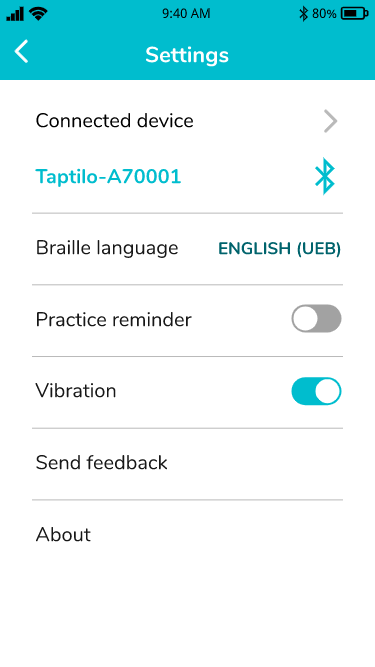 9:40 AM
80%
Settings
Connected device
Taptilo-A70001
Braille language
ENGLISH (UEB)
Practice reminder
Vibration
Send feedback
About